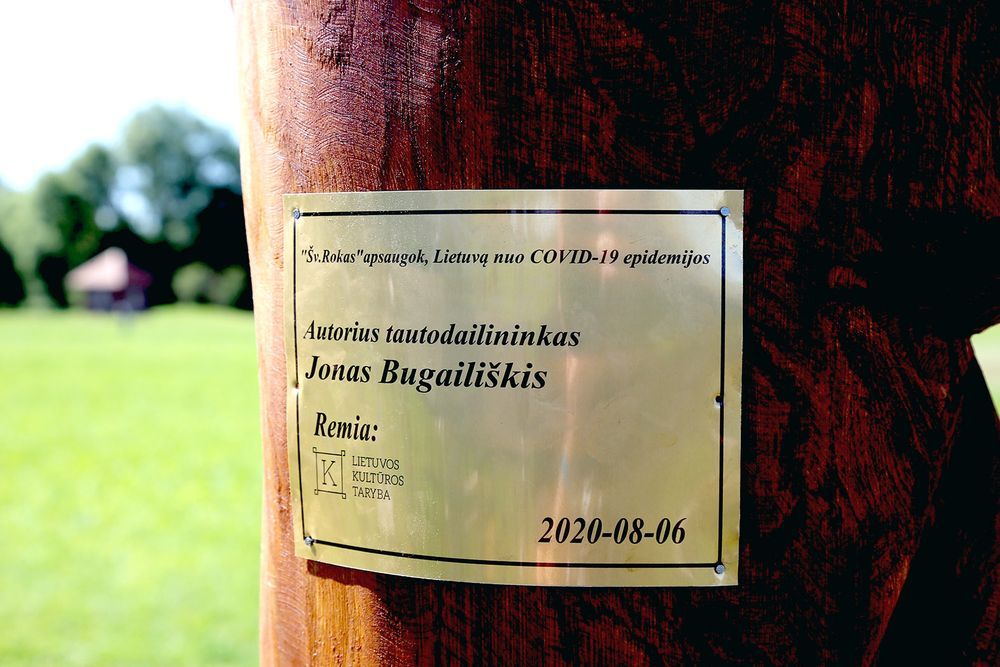 "Šv.Rokas"apsaugok, Lietuvą nuo COVID-19 epidemijos
Autorius tautodailininkas
Jonas Bugailiškis
Remia:
K
LIETUVOS
KULTŪROS
TARYBA
2020-08-06